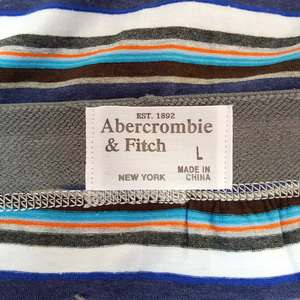 EST. 1892
Abercrombie
& Fitch
L
NEW YORK
MADE IN
CHINA